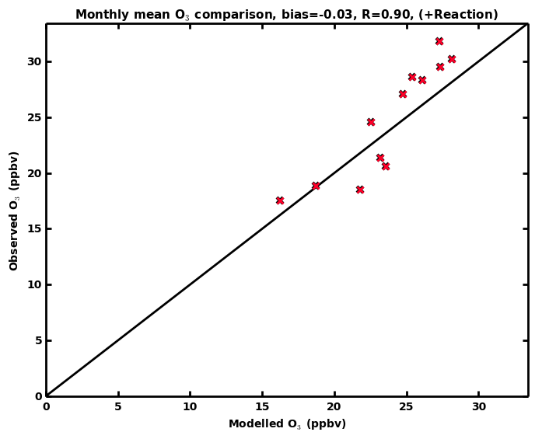 Monthly mean O₃ comparison, bias=-0.03, R=0.90, (+Reaction)
Observed O₃ (ppbv)
30
25
20
15
10
5
0
0 5 10 15 20 25 30
Modelled O₃ (ppbv)